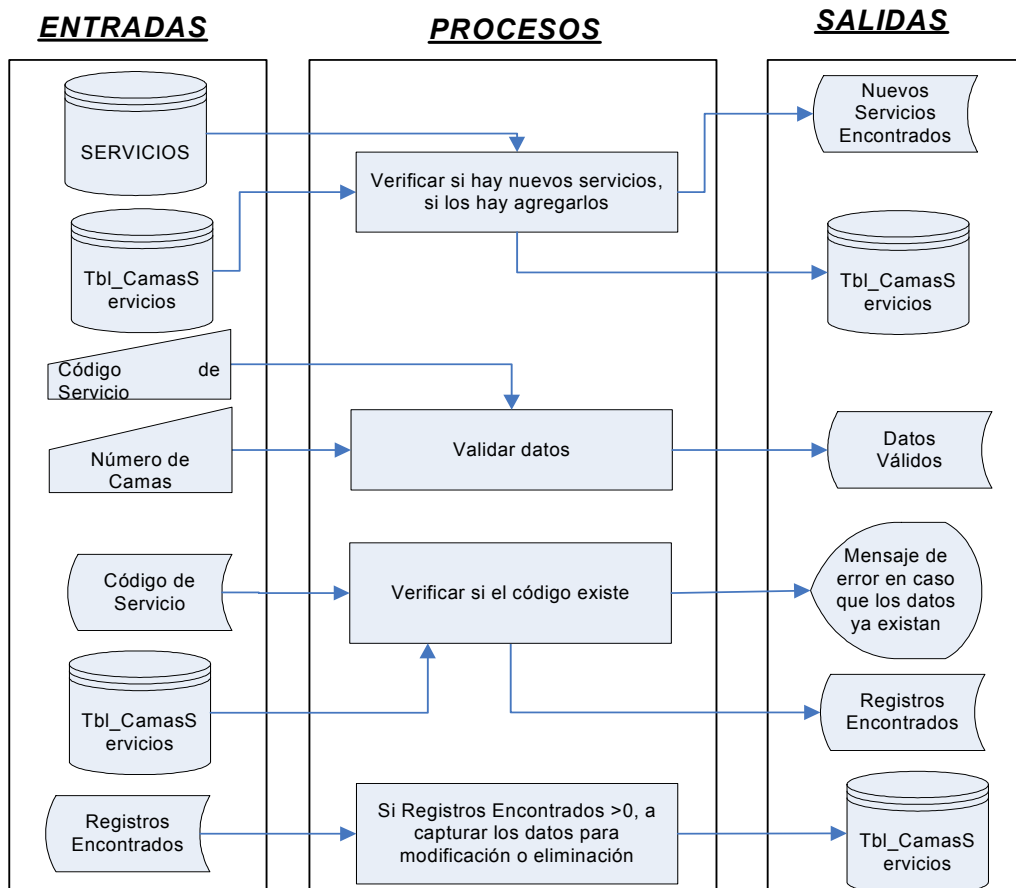 ENTRADAS
PROCESOS
SALIDAS
SERVICIOS
Verificar si hay nuevos servicios,
si los hay agregarlos
Nuevos
Servicios
Encontrados
Tbl_CamasS
ervicios
Tbl_CamasS
ervicios
Código de
Servicio
Número de
Camas
Validar datos
Datos
Válidos
Código de
Servicio
Verificar si el código existe
Mensaje de
error en caso
que los datos
ya existan
Tbl_CamasS
ervicios
Registros
Encontrados
Registros
Encontrados
Si Registros Encontrados >0, a
capturar los datos para
modificación o eliminación
Tbl_CamasS
ervicios